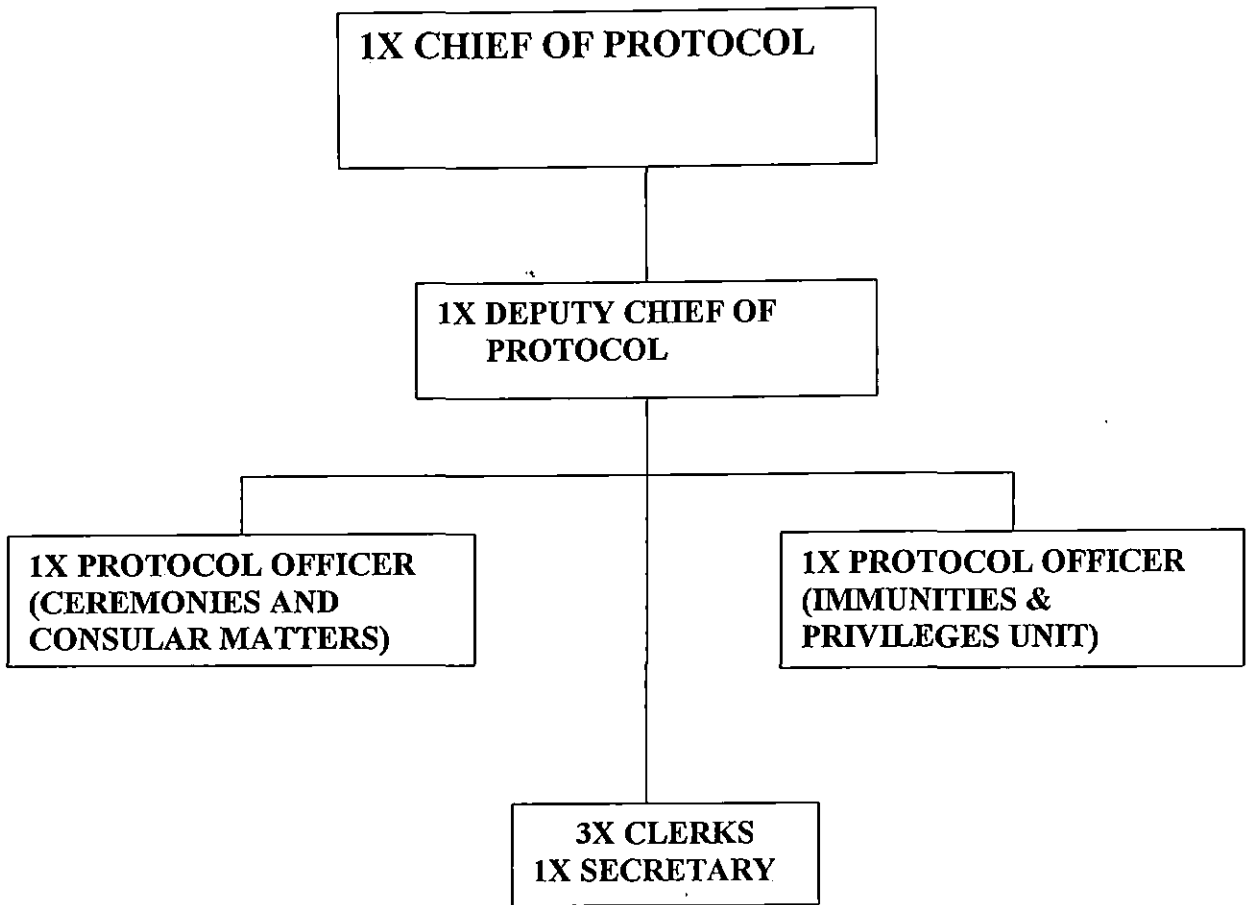 1X CHIEF OF PROTOCOL
1X DEPUTY CHIEF OF
PROTOCOL
1X PROTOCOL OFFICER
(CEREMONIES AND
CONSULAR MATTERS)
1X PROTOCOL OFFICER
(IMMUNITIES &
PRIVILEGES UNIT)
3X CLERKS
1X SECRETARY